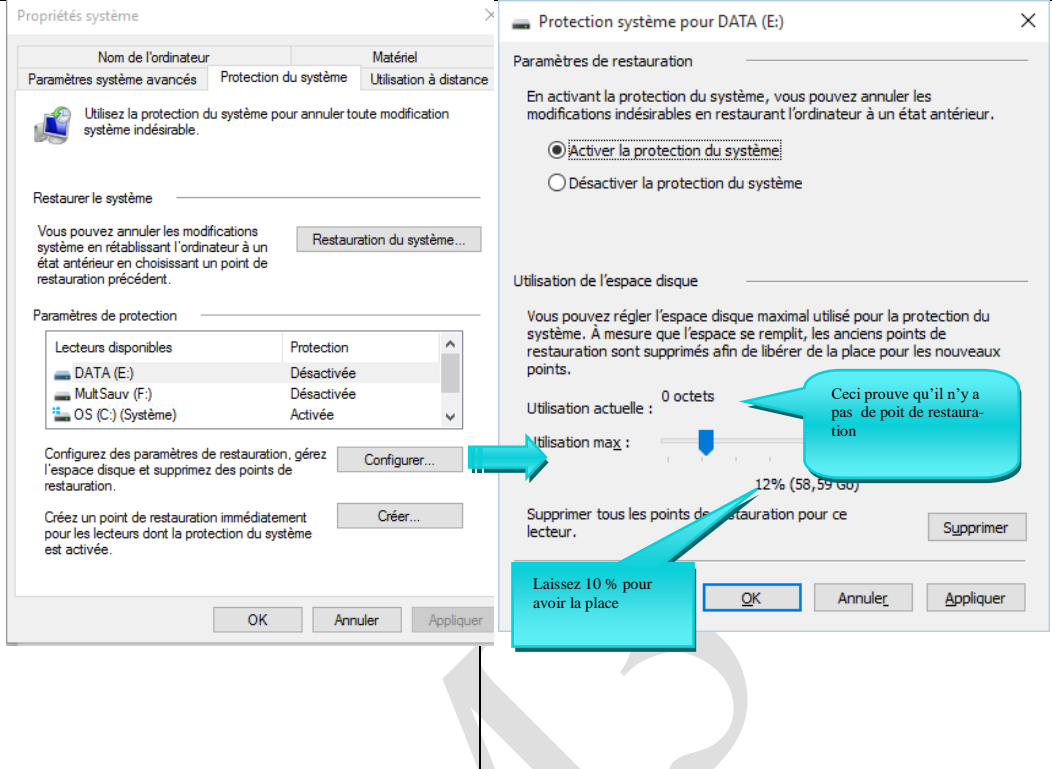 Propriétés système
Nom de l'ordinateur
Matériel
Paramètres système avancés
Protection du système
Utilisation à distance
Utilisez la protection du système pour annuler toute modification
système indésirable.
Restaurer le système
Vous pouvez annuler les modifications
système en rétablissant l'ordinateur à un
état antérieur en choisissant un point de
restauration précédent.
Restauration du système...
Paramètres de protection
Lecteurs disponibles
Protection
DATA (E:)
Désactivée
MultSauv (F:)
Désactivée
OS (C:) (Système)
Activée
Configurez des paramètres de restauration, gérez
l'espace disque et supprimez des points de
restauration.
Configurer...
Créez un point de restauration immédiatement
pour les lecteurs dont la protection du système
est activée.
Créer...
OK
Annuler
Appliquer
Protection système pour DATA (E:)
Paramètres de restauration
En activant la protection du système, vous pouvez annuler les
modifications indésirables en restaurant l'ordinateur à un état antérieur.
Activer la protection du système
Désactiver la protection du système
Utilisation de l'espace disque
Vous pouvez régler l'espace disque maximal utilisé pour la protection du
système. À mesure que l'espace se remplit, les anciens points de
restauration sont supprimés afin de libérer de la place pour les nouveaux
points.
Utilisation actuelle :
0 octets
Ceci prouve qu'il n'y a
pas de poit de restaura-
tion
Utilisation max :
12% (58,59 Go)
Supprimer tous les points de restauration pour ce
lecteur.
Supprimer
Laissez 10 % pour
avoir la place
OK
Annuler
Appliquer